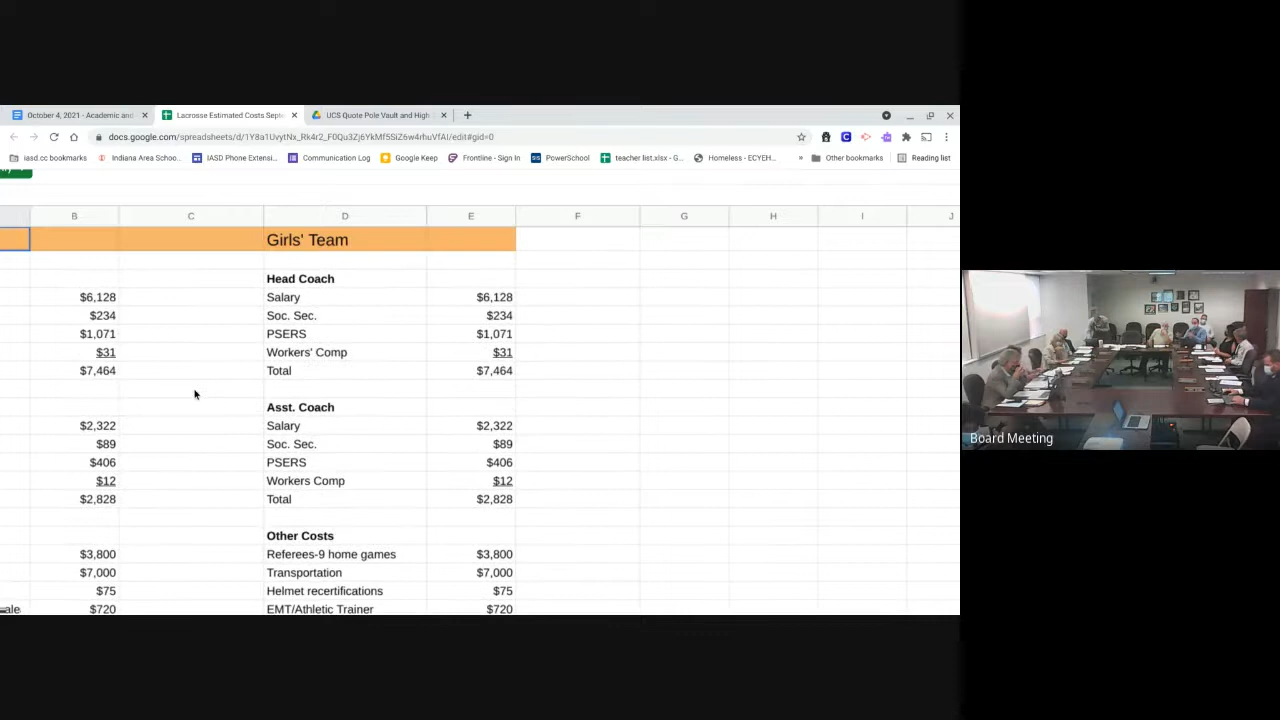 October 4, 2021 - Academic and
Lacrosse Estimated Costs Sept
UCS Quote Pole Vault and High
docs.google.com/spreadsheets/d/
iasd.cc bookmarks
Indiana Area Schoo...
IASD Phone Extensi...
Communication Log
Google Keep
Frontline - Sign In
PowerSchool
teacher list.xlsx - G...
Homeless - ECYEH...
Other bookmarks
Reading list
B C D E F G H I J
Girls' Team
Head Coach
$6,128 Salary $6,128
$234 Soc. Sec. $234
$1,071 PSERS $1,071
$31 Workers' Comp $31
$7,464 Total $7,464
Asst. Coach
$2,322 Salary $2,322
$89 Soc. Sec. $89
$406 PSERS $406
$12 Workers Comp $12
$2,828 Total $2,828
Other Costs
$3,800 Referees-9 home games $3,800
$7,000 Transportation $7,000
$75 Helmet recertifications $75
$720 EMT/Athletic Trainer $720
Board Meeting